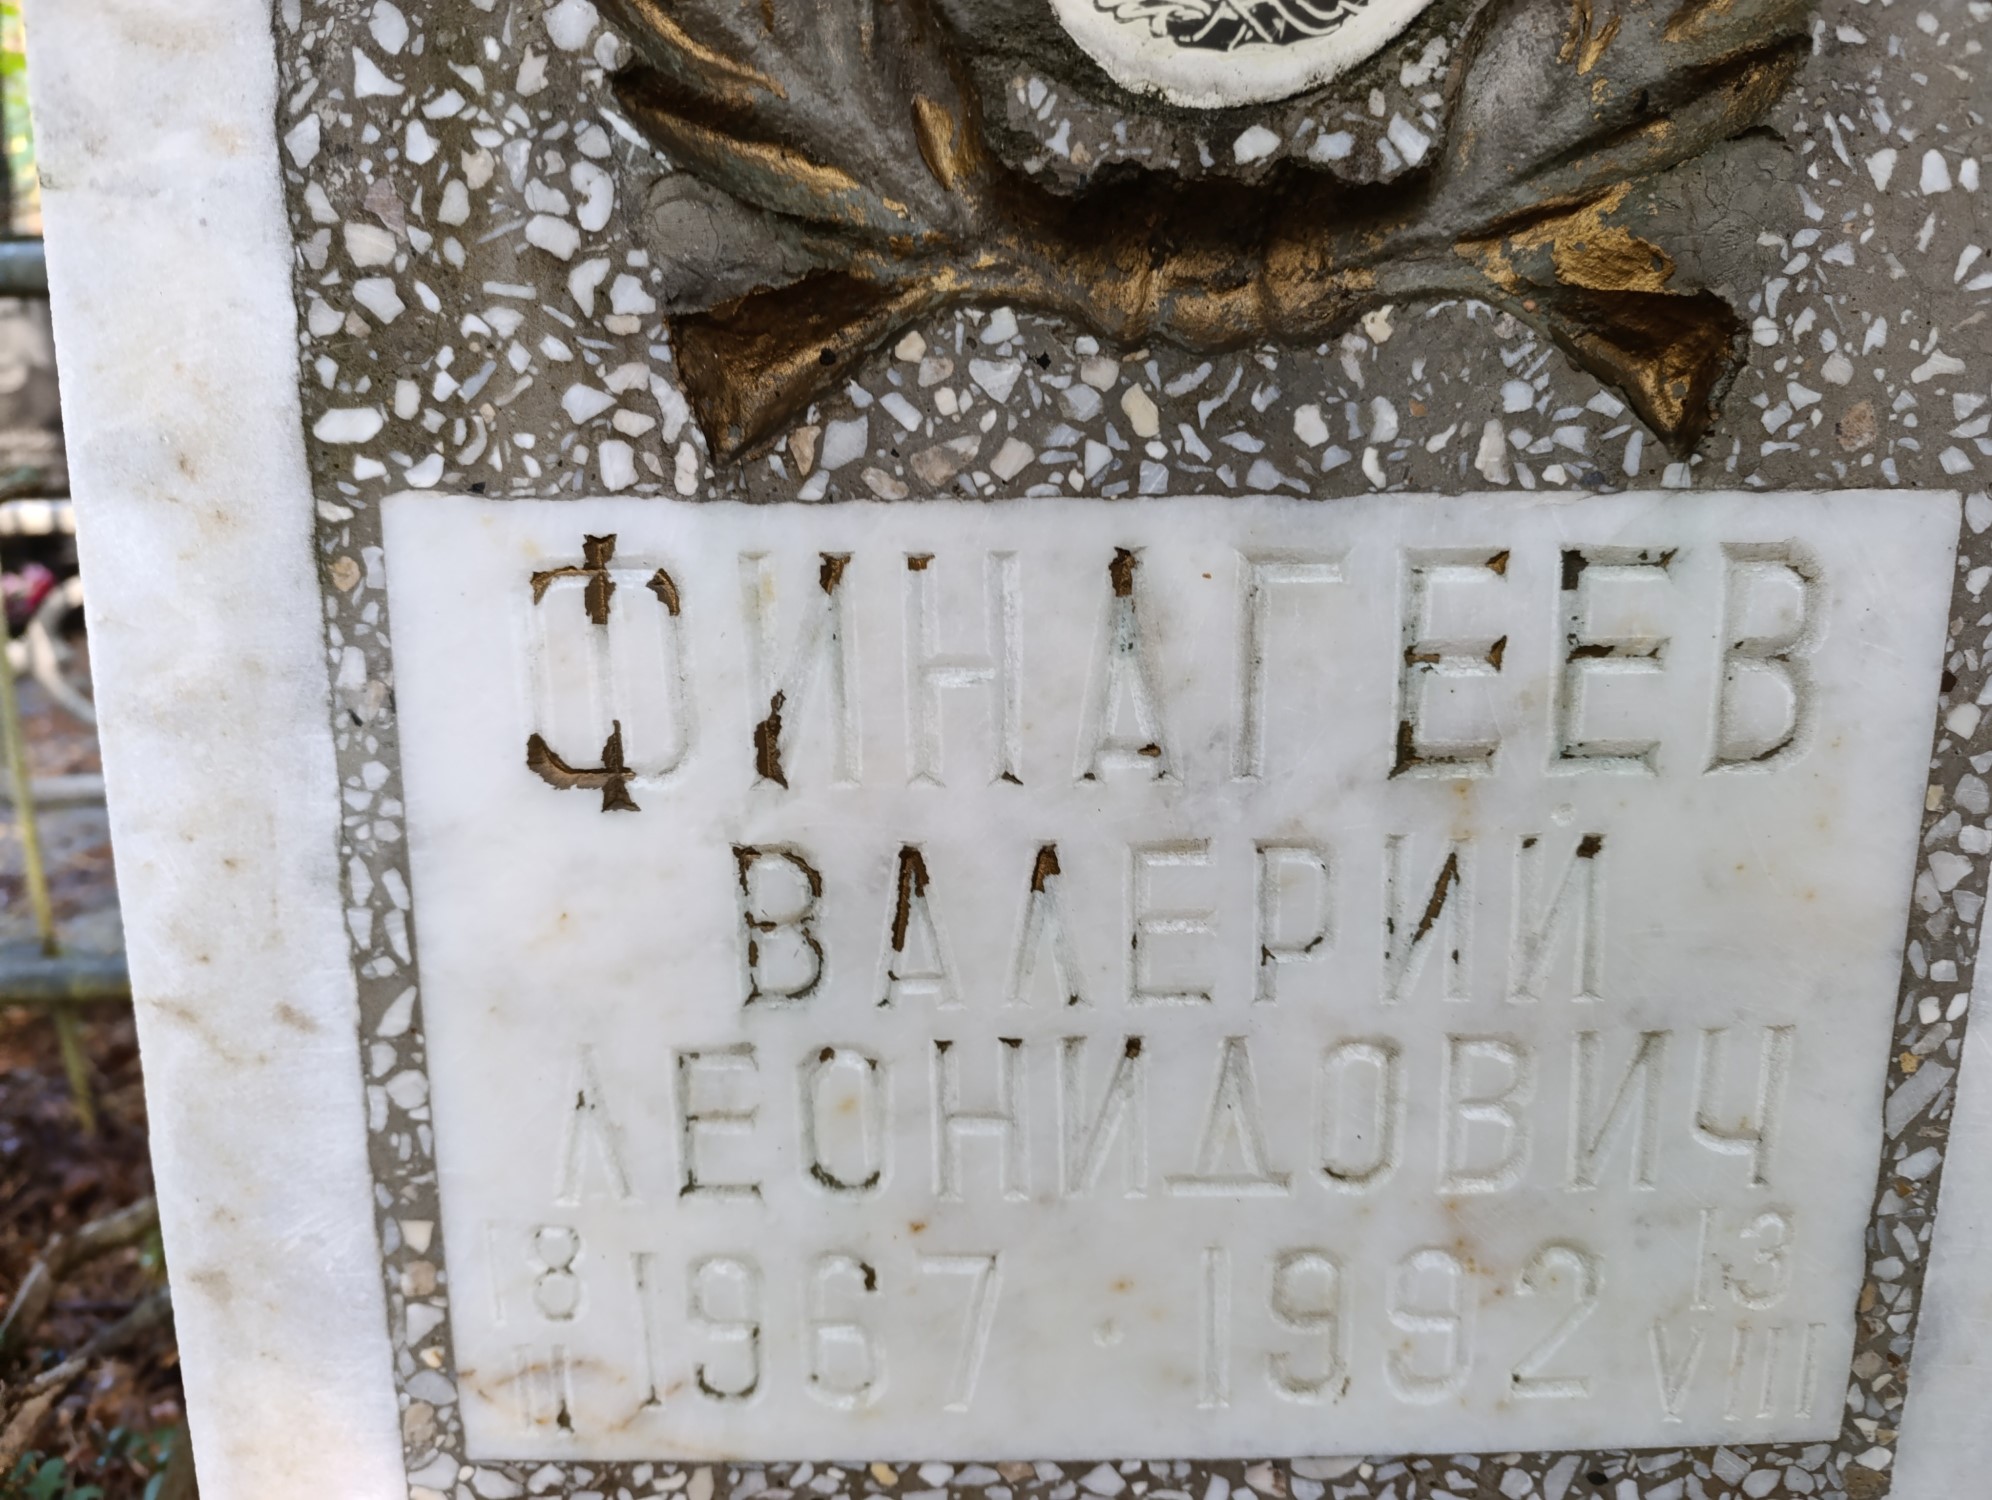 ФИНАГЕЕВ
ВАЛЕРИЙ
ЛЕОНИДОВИЧ
18 II 1967 · 1992 13 VIII